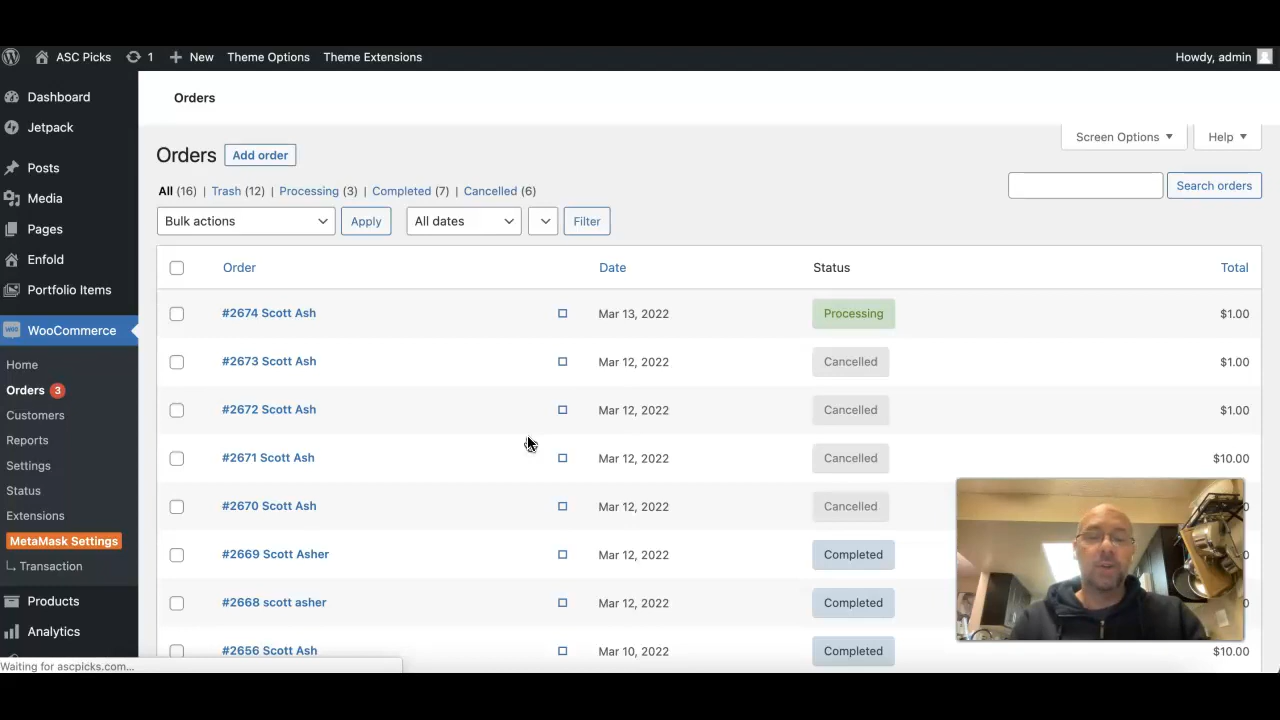 ASC Picks 1 New Theme Options Theme Extensions Howdy, admin
Dashboard
Jetpack
Posts
Media
Pages
Enfold
Portfolio Items
WooCommerce
Home
Orders 3
Customers
Reports
Settings
Status
Extensions
MetaMask Settings
Transaction
Products
Analytics
Orders
Screen Options Help
Orders Add order
All (16) | Trash (12) | Processing (3) | Completed (7) | Cancelled (6)
Search orders
Bulk actions Apply All dates Filter
Order Date Status Total
#2674 Scott Ash Mar 13, 2022 Processing $1.00
#2673 Scott Ash Mar 12, 2022 Cancelled $1.00
#2672 Scott Ash Mar 12, 2022 Cancelled $1.00
#2671 Scott Ash Mar 12, 2022 Cancelled $10.00
#2670 Scott Ash Mar 12, 2022 Cancelled
#2669 Scott Asher Mar 12, 2022 Completed
#2668 scott asher Mar 12, 2022 Completed
#2656 Scott Ash Mar 10, 2022 Completed $10.00
Waiting for ascpicks.com...